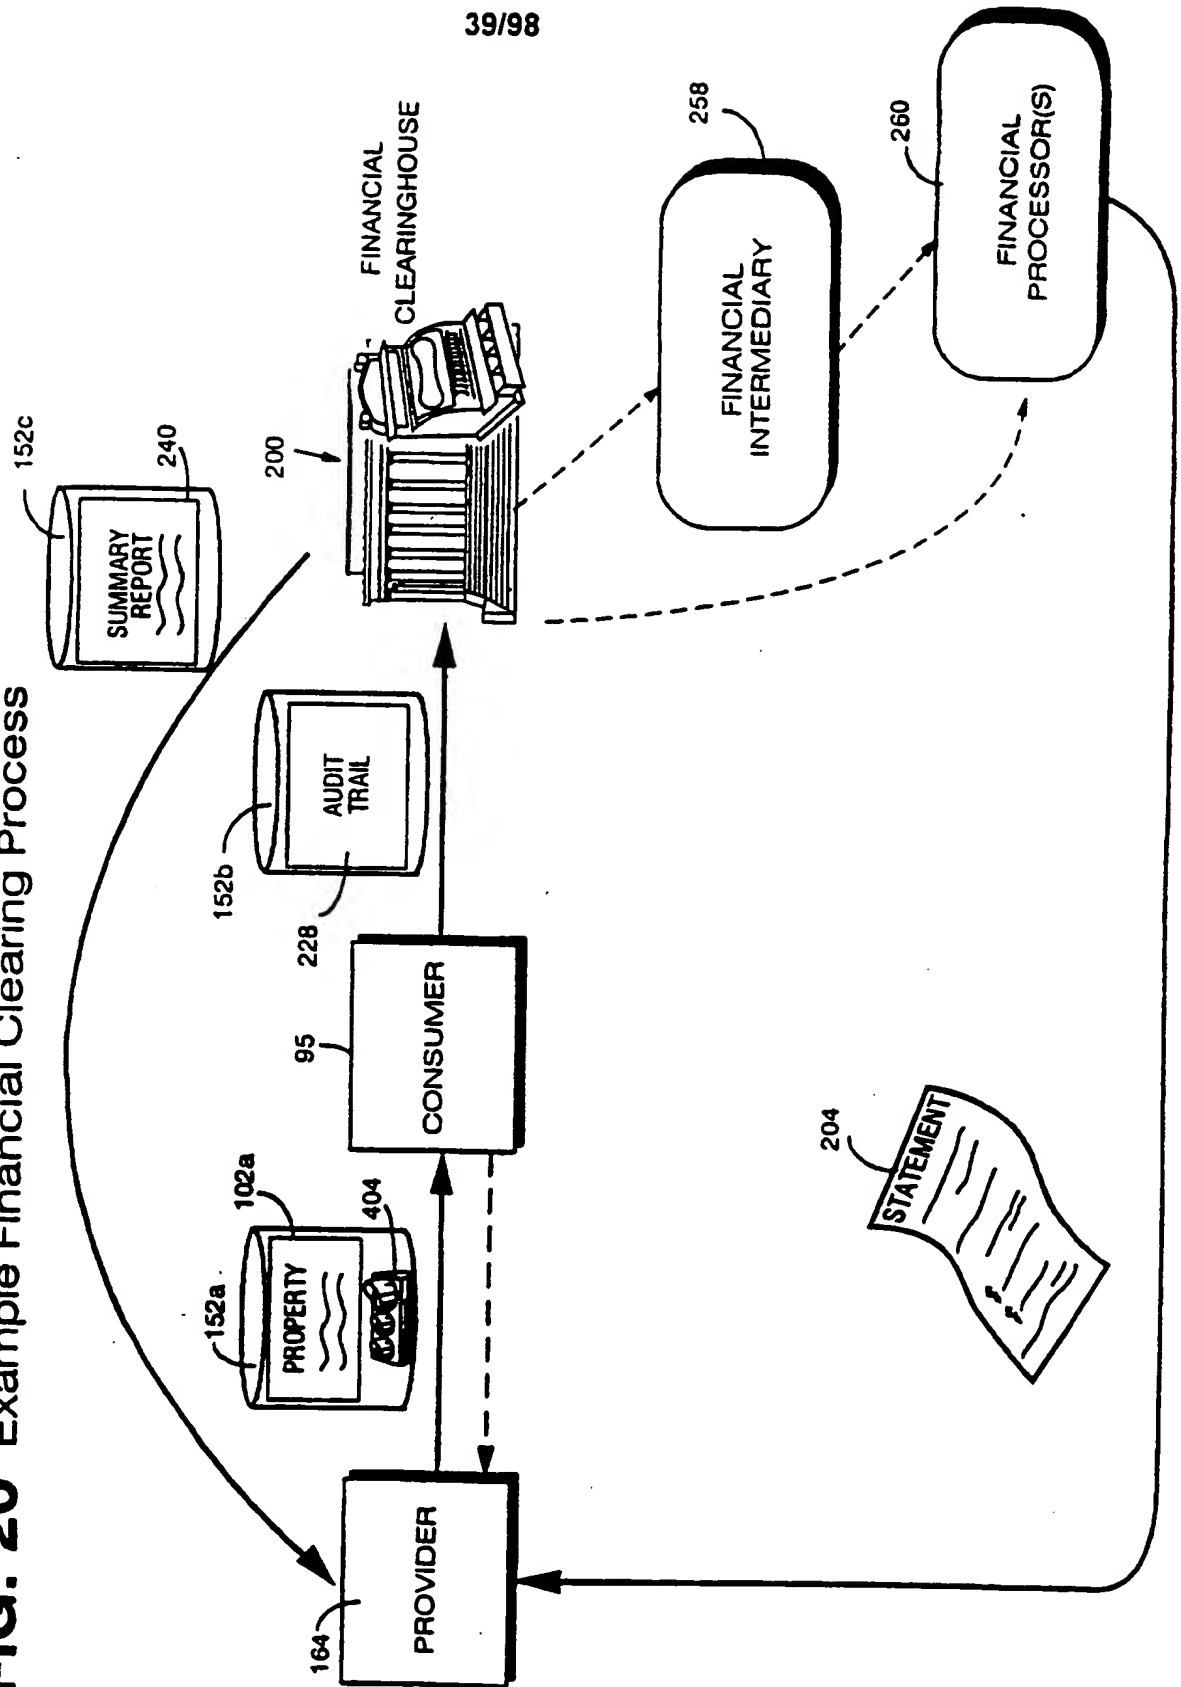 39/98
FIG. 20 Example Financial Clearing Process
152c
SUMMARY
REPORT
240
200
FINANCIAL
CLEARINGHOUSE
152b
AUDIT
TRAIL
228
258
FINANCIAL
INTERMEDIARY
260
FINANCIAL
PROCESSOR(S)
95
CONSUMER
152a
PROPERTY
102a
404
164
PROVIDER
204
STATEMENT